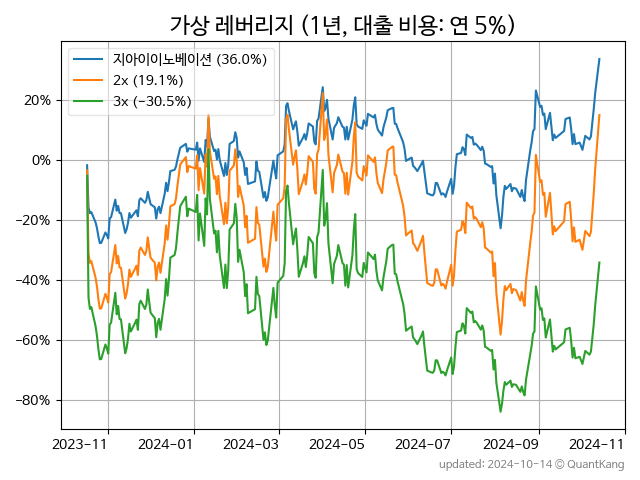 가상 레버리지 (1년, 대출 비용: 연 5%)
지아이이노베이션 (36.0%)
2x (19.1%)
3x (−30.5%)
20%
0%
−20%
−40%
−60%
−80%
2023-11 2024-01 2024-03 2024-05 2024-07 2024-09 2024-11
updated: 2024-10-14 © QuantKang